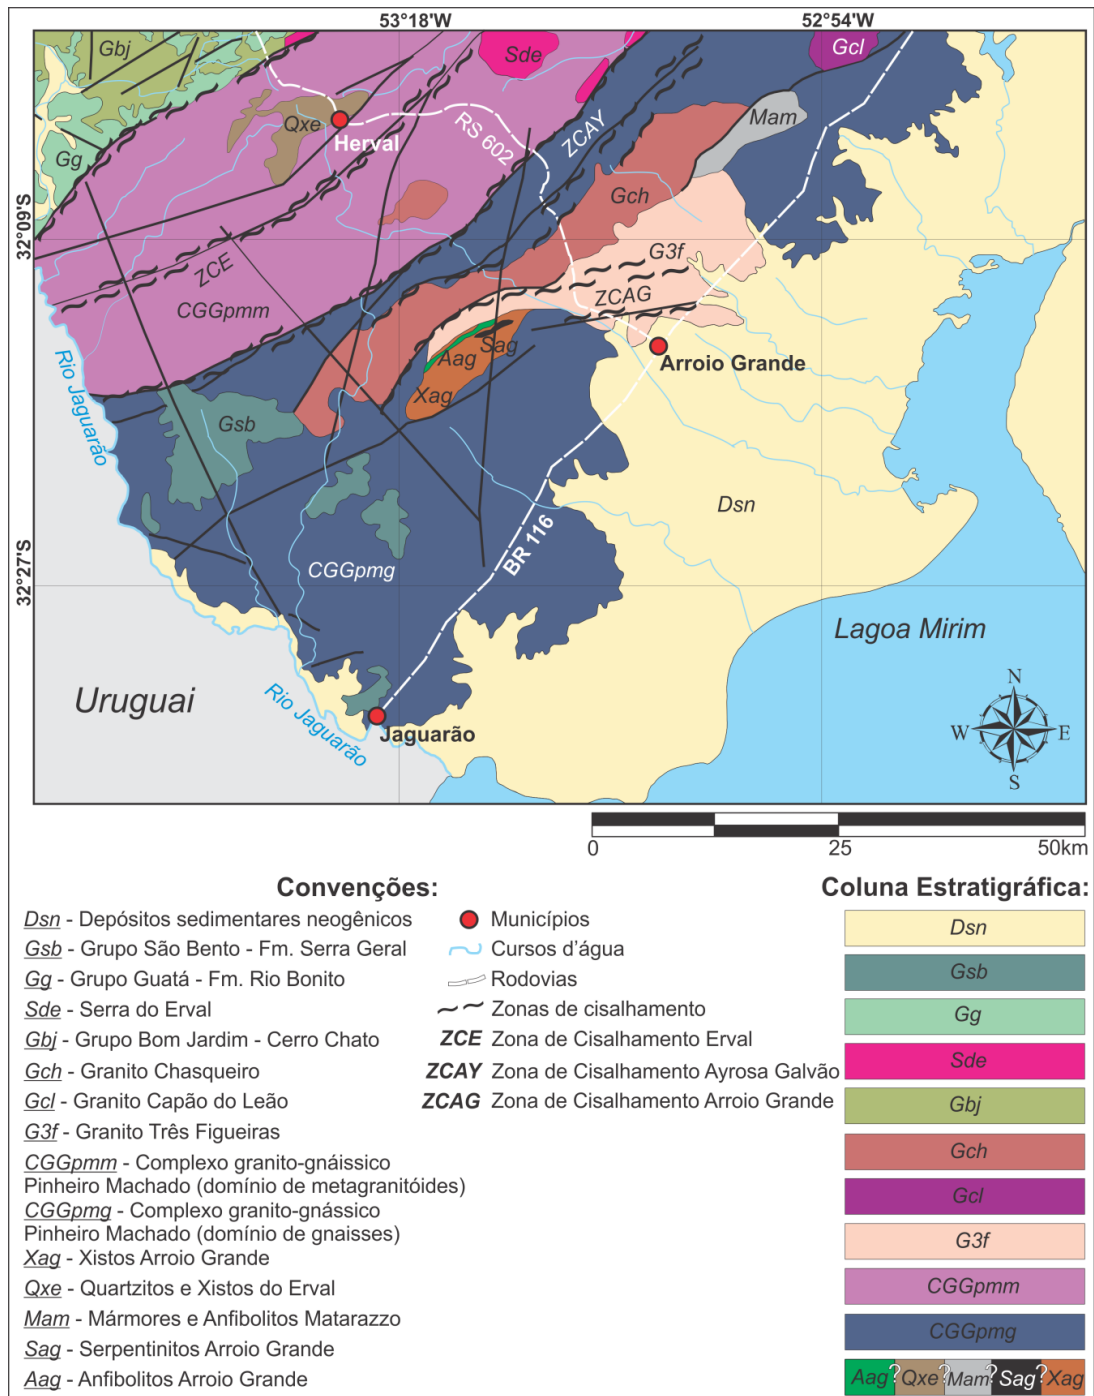 53°18'W
52°54'W
Gbj
Sde
Gcl
Qxe
Herval
RS 602
ZCAY
Mam
Gg
Gch
32°09'S
G3f
ZCE
ZCAG
CGGpmm
Sag
Aag
Arroio Grande
Xag
Rio Jaguarão
Gsb
Dsn
BR 116
32°27'S
CGGpmg
Lagoa Mirim
Uruguai
Rio Jaguarão
Jaguarão
N
W
E
S
0
25
50km
Convenções:
Dsn - Depósitos sedimentares neogênicos
Gsb - Grupo São Bento - Fm. Serra Geral
Gg - Grupo Guatá - Fm. Rio Bonito
Sde - Serra do Erval
Gbj - Grupo Bom Jardim - Cerro Chato
Gch - Granito Chasqueiro
Gcl - Granito Capão do Leão
G3f - Granito Três Figueiras
CGGpmm - Complexo granito-gnáissico
Pinheiro Machado (domínio de metagranitóides)
CGGpmg - Complexo granito-gnássico
Pinheiro Machado (domínio de gnaisses)
Xag - Xistos Arroio Grande
Qxe - Quartzitos e Xistos do Erval
Mam - Mármores e Anfibolitos Matarazzo
Sag - Serpentinitos Arroio Grande
Aag - Anfibolitos Arroio Grande
Municípios
Cursos d'água
Rodovias
Zonas de cisalhamento
ZCE Zona de Cisalhamento Erval
ZCAY Zona de Cisalhamento Ayrosa Galvão
ZCAG Zona de Cisalhamento Arroio Grande
Coluna Estratigráfica:
Dsn
Gsb
Gg
Sde
Gbj
Gch
Gcl
G3f
CGGpmm
CGGpmg
Aag ? Qxe ? Mam ? Sag ? Xag